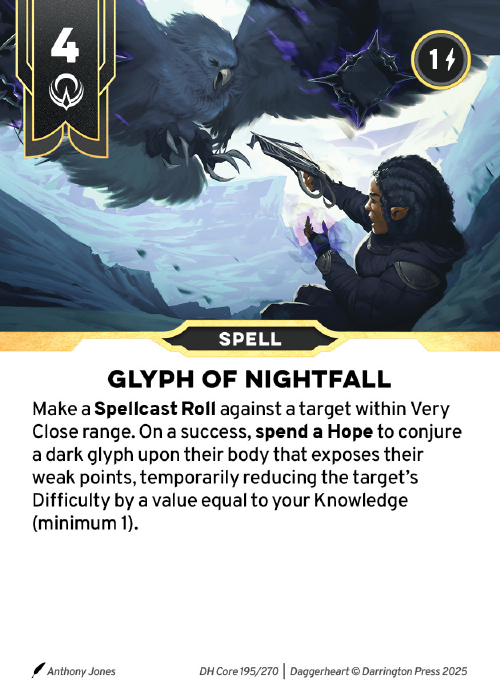 4
1
SPELL
GLYPH OF NIGHTFALL
Make a Spellcast Roll against a target within Very
Close range. On a success, spend a Hope to conjure
a dark glyph upon their body that exposes their
weak points, temporarily reducing the target's
Difficulty by a value equal to your Knowledge
(minimum 1).
Anthony Jones
DH Core 195/270 | Daggerheart © Darrington Press 2025